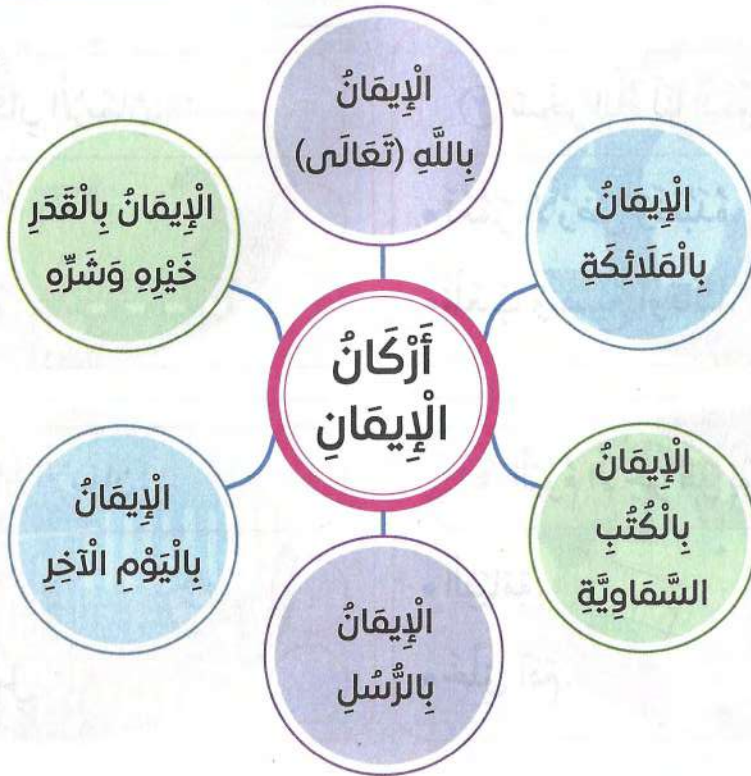 أَرْكَانُ
الْإِيمَانِ
الْإِيمَانُ
بِاللَّهِ (تَعَالَى)
الْإِيمَانُ
بِالْمَلَائِكَةِ
الْإِيمَانُ
بِالْكُتُبِ
السَّمَاوِيَّةِ
الْإِيمَانُ
بِالرُّسُلِ
الْإِيمَانُ
بِالْيَوْمِ الْآخِرِ
الْإِيمَانُ بِالْقَدَرِ
خَيْرِهِ وَشَرِّهِ